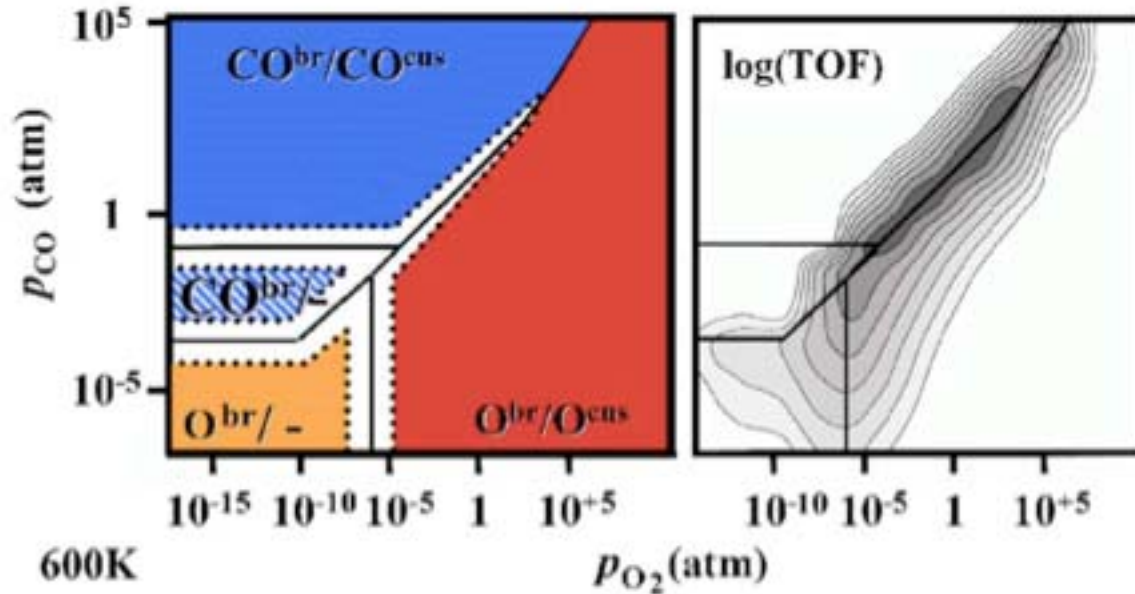 CO^br/CO^cus
CO^br/-
O^br/ -
O^br/O^cus
log(TOF)
p_CO (atm)
10^5
1
10^-5
10^-15 10^-10 10^-5 1 10^+5
10^-10 10^-5 1 10^+5
600K
p_O2 (atm)